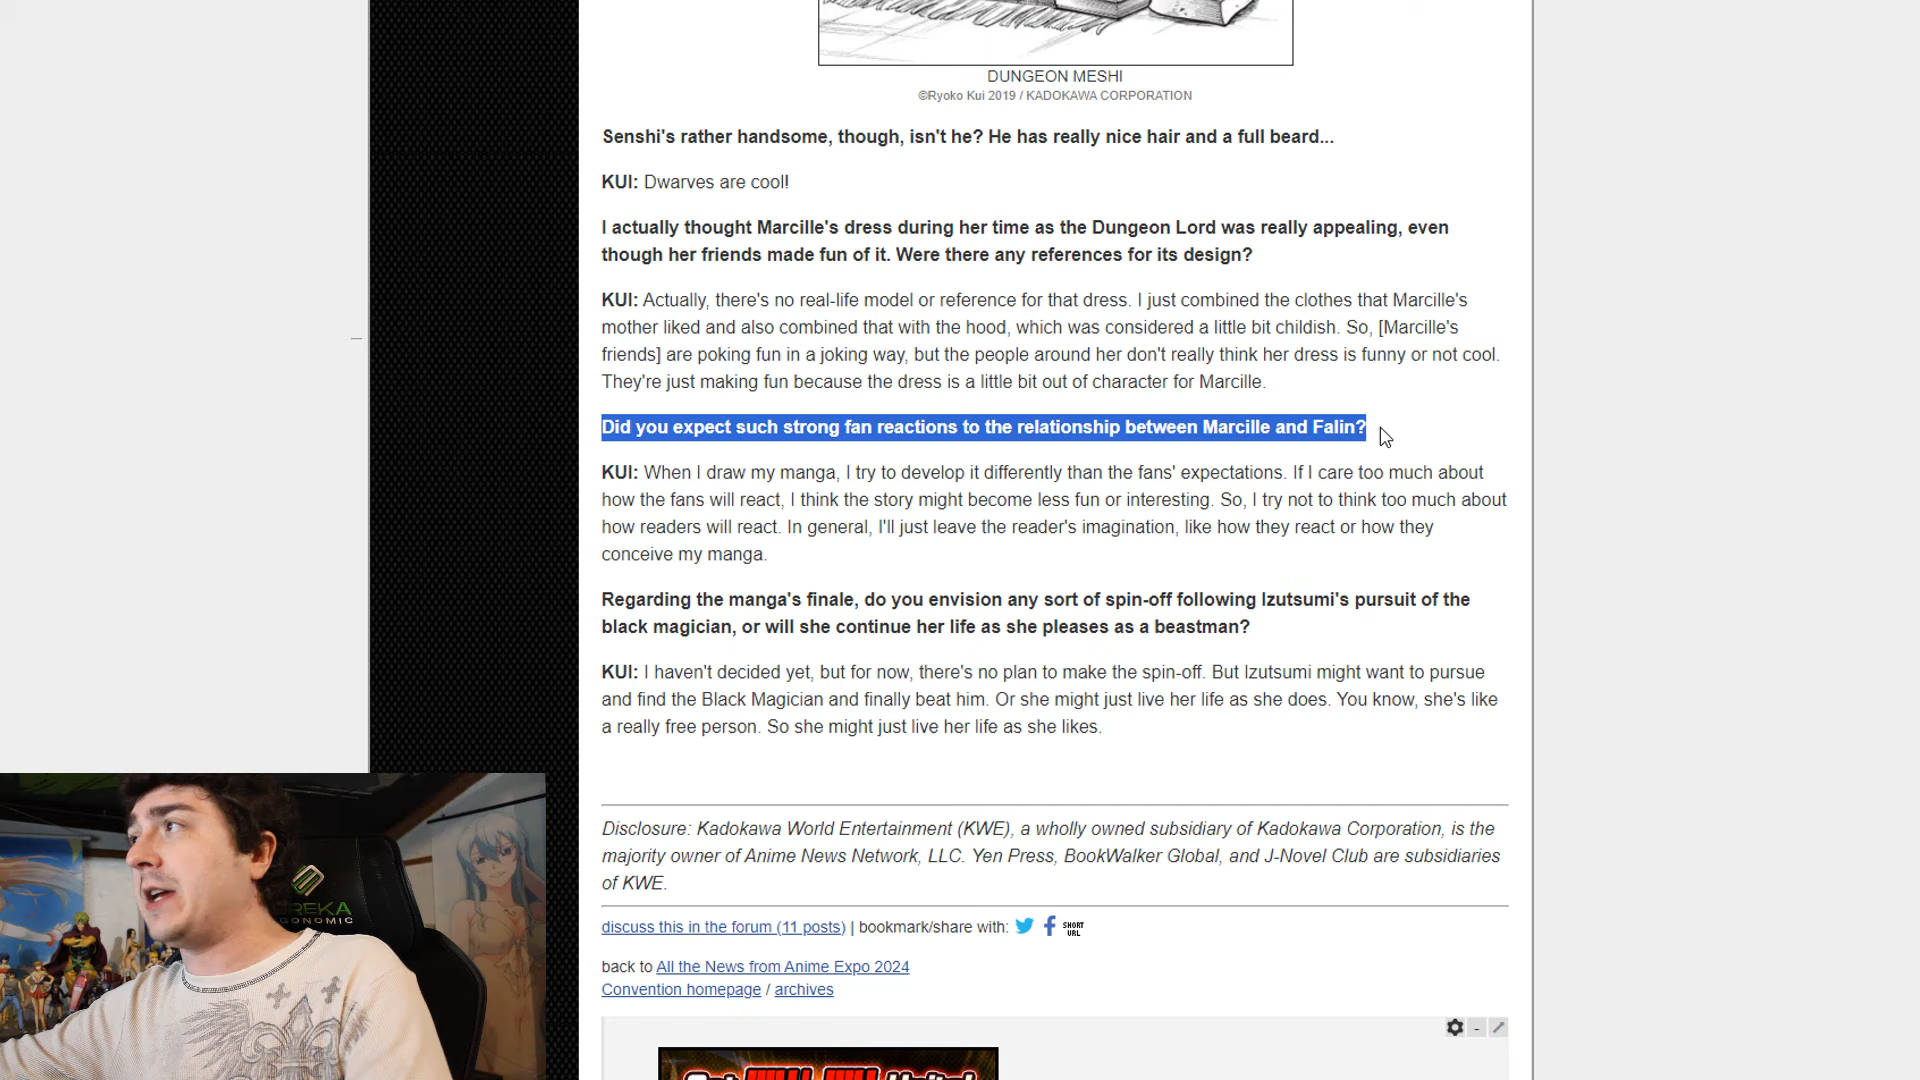 DUNGEON MESHI
©Ryoko Kui 2019 / KADOKAWA CORPORATION
Senshi's rather handsome, though, isn't he? He has really nice hair and a full beard...
KUI: Dwarves are cool!
I actually thought Marcille's dress during her time as the Dungeon Lord was really appealing, even
though her friends made fun of it. Were there any references for its design?
KUI: Actually, there's no real-life model or reference for that dress. I just combined the clothes that Marcille's
mother liked and also combined that with the hood, which was considered a little bit childish. So, [Marcille's
friends] are poking fun in a joking way, but the people around her don't really think her dress is funny or not cool.
They're just making fun because the dress is a little bit out of character for Marcille.
Did you expect such strong fan reactions to the relationship between Marcille and Falin?
KUI: When I draw my manga, I try to develop it differently than the fans' expectations. If I care too much about
how the fans will react, I think the story might become less fun or interesting. So, I try not to think too much about
how readers will react. In general, I'll just leave the reader's imagination, like how they react or how they
conceive my manga.
Regarding the manga's finale, do you envision any sort of spin-off following Izutsumi's pursuit of the
black magician, or will she continue her life as she pleases as a beastman?
KUI: I haven't decided yet, but for now, there's no plan to make the spin-off. But Izutsumi might want to pursue
and find the Black Magician and finally beat him. Or she might just live her life as she does. You know, she's like
a really free person. So she might just live her life as she likes.
Disclosure: Kadokawa World Entertainment (KWE), a wholly owned subsidiary of Kadokawa Corporation, is the
majority owner of Anime News Network, LLC. Yen Press, BookWalker Global, and J-Novel Club are subsidiaries
of KWE.
discuss this in the forum (11 posts) | bookmark/share with: SHORT URL
back to All the News from Anime Expo 2024
Convention homepage / archives